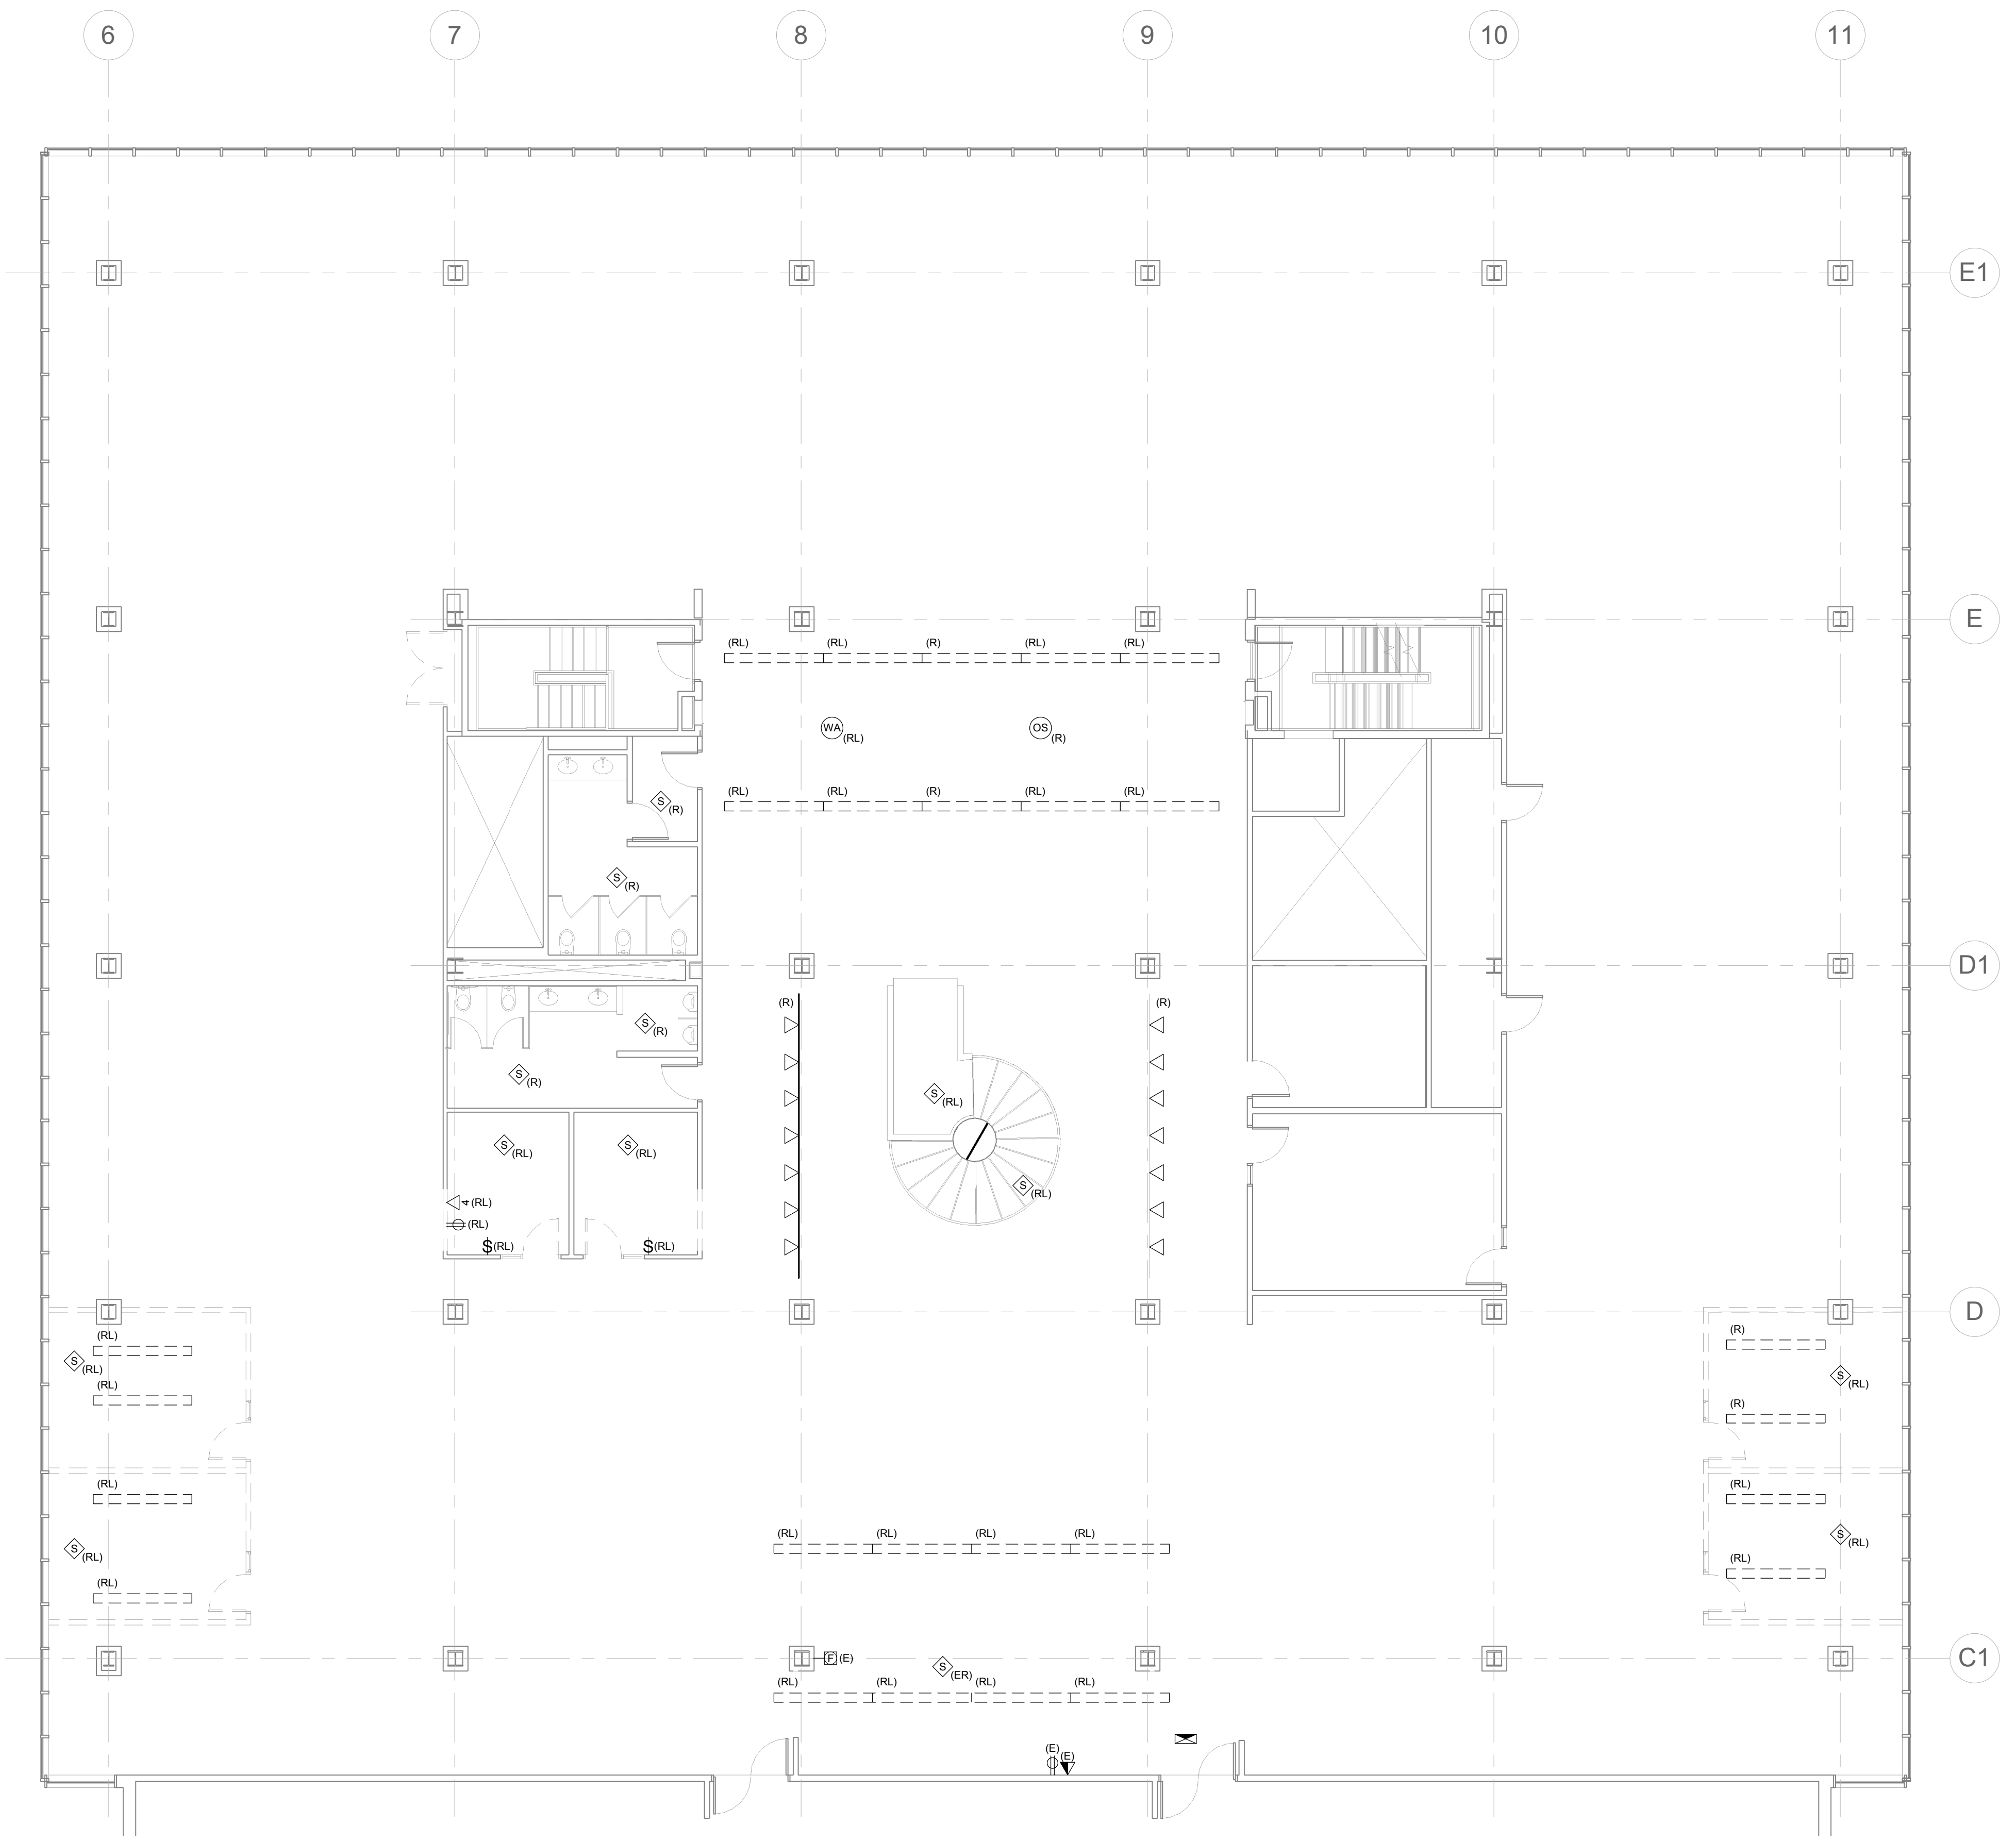 6 7 8 9 10 11
E1
E
(RL) (RL) (R) (RL) (RL)
WA (RL) OS (R)
(RL) (RL) (R) (RL) (RL)
S (R)
S (R)
D1
(R) (R)
S (R)
S (R)
S (RL)
S (RL) S (RL)
S (RL)
4 (RL)
(RL)
$ (RL) $ (RL)
D
(RL) (R)
S (RL) S (RL)
(RL) (R)
(RL) (RL)
(RL) (RL) (RL) (RL)
S (RL) S (RL)
(RL) (RL)
F (E) C1
S (ER)
(RL) (RL) (RL) (RL)
(E) (E)